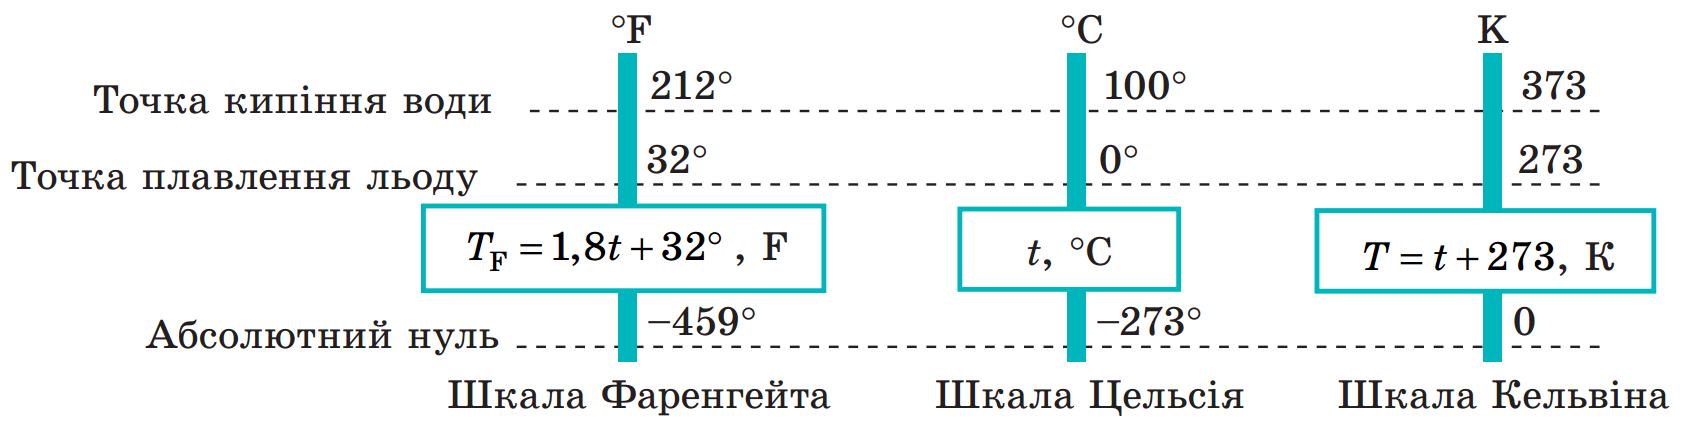 °F °C K
Точка кипіння води 212° 100° 373
Точка плавлення льоду 32° 0° 273
T_F = 1,8t + 32° , F t, °C T = t + 273, К
Абсолютний нуль –459° –273° 0
Шкала Фаренгейта Шкала Цельсія Шкала Кельвіна